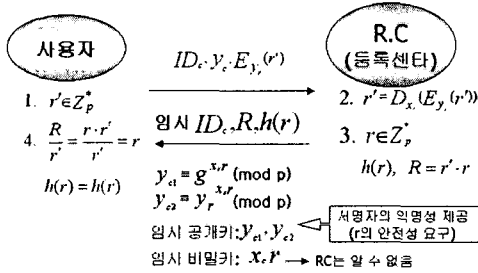 사용자
R.C
(등록센타)
ID_c, y_c, E_{y_r}(r')
1. r'∈Z_p^*
2. r'=D_{x_r}(E_{y_r}(r'))
임시 ID_c, R, h(r)
3. r∈Z_p^*
4. R/r' = r·r'/r' = r
h(r), R=r'·r
h(r)=h(r)
y_{c1}=g^{x_c r}(mod p)
y_{c2}=y_r^{x_c r}(mod p)
서명자의 익명성 제공
(r의 안전성 요구)
임시 공개키: y_{c1}, y_{c2}
임시 비밀키: x_c r → RC는 알 수 없음